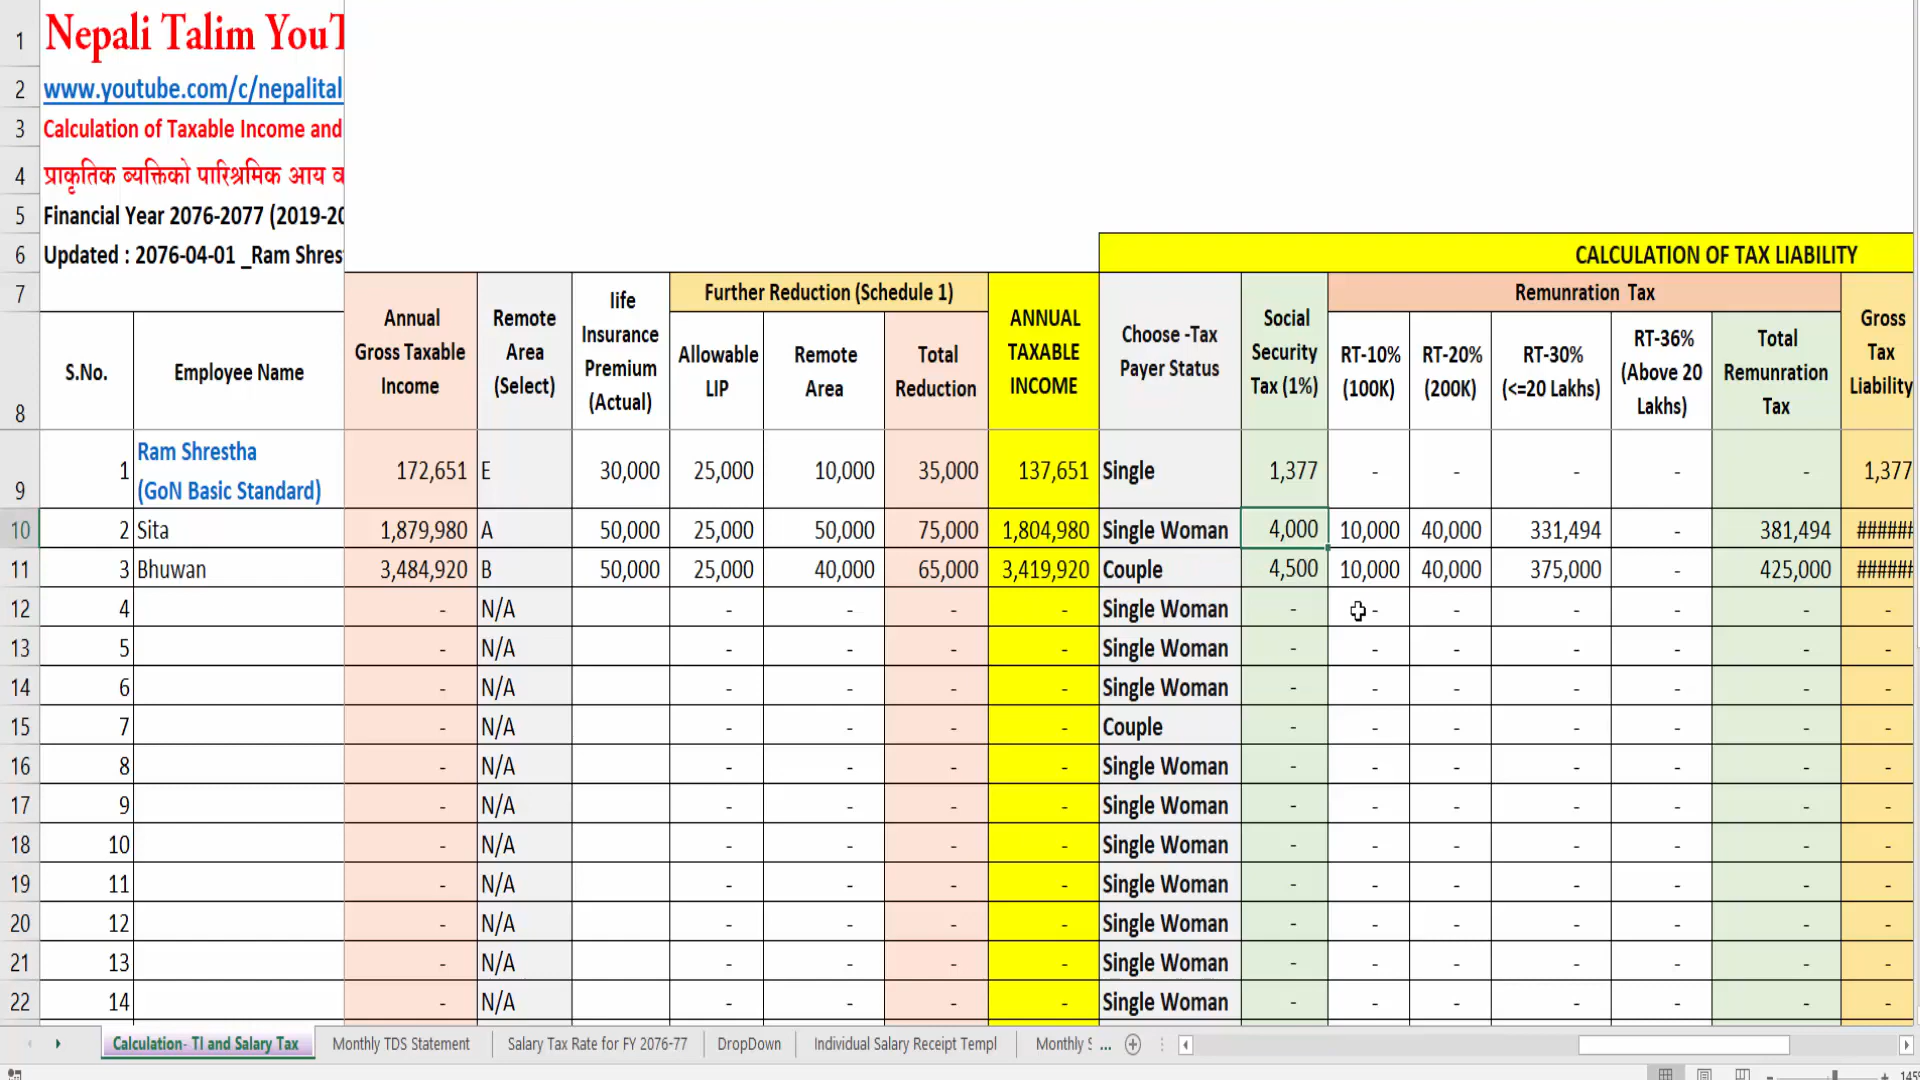 1 Nepali Talim YouT
2 www.youtube.com/c/nepalital
3 Calculation of Taxable Income and
4 प्राकृतिक ब्यक्तिको पारिश्रमिक आय व
5 Financial Year 2076-2077 (2019-20
6 Updated : 2076-04-01 _Ram Shres CALCULATION OF TAX LIABILITY
7 Further Reduction (Schedule 1) Remunration Tax
8 S.No. Employee Name Annual Gross Taxable Income Remote Area (Select) life Insurance Premium (Actual) Allowable LIP Remote Area Total Reduction ANNUAL TAXABLE INCOME Choose -Tax Payer Status Social Security Tax (1%) RT-10% (100K) RT-20% (200K) RT-30% (<=20 Lakhs) RT-36% (Above 20 Lakhs) Total Remunration Tax Gross Tax Liability
9 1 Ram Shrestha (GoN Basic Standard) 172,651 E 30,000 25,000 10,000 35,000 137,651 Single 1,377 - - - - - 1,377
10 2 Sita 1,879,980 A 50,000 25,000 50,000 75,000 1,804,980 Single Woman 4,000 10,000 40,000 331,494 - 381,494 ######
11 3 Bhuwan 3,484,920 B 50,000 25,000 40,000 65,000 3,419,920 Couple 4,500 10,000 40,000 375,000 - 425,000 ######
12 4 - N/A - - - - Single Woman - - - - - - -
13 5 - N/A - - - - Single Woman - - - - - - -
14 6 - N/A - - - - Single Woman - - - - - - -
15 7 - N/A - - - - Couple - - - - - - -
16 8 - N/A - - - - Single Woman - - - - - - -
17 9 - N/A - - - - Single Woman - - - - - - -
18 10 - N/A - - - - Single Woman - - - - - - -
19 11 - N/A - - - - Single Woman - - - - - - -
20 12 - N/A - - - - Single Woman - - - - - - -
21 13 - N/A - - - - Single Woman - - - - - - -
22 14 - N/A - - - - Single Woman - - - - - - -
Calculation- TI and Salary Tax Monthly TDS Statement Salary Tax Rate for FY 2076-77 DropDown Individual Salary Receipt Templ Monthly S ...